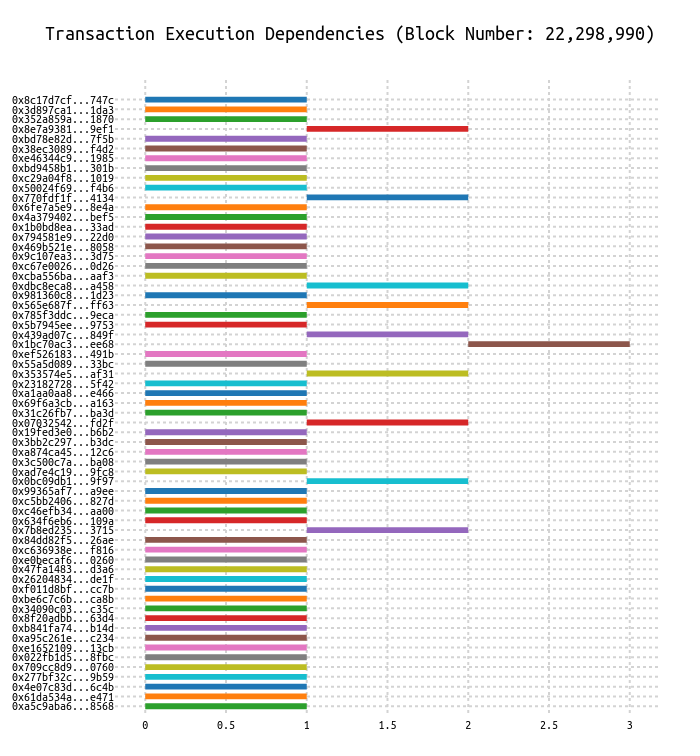 Transaction Execution Dependencies (Block Number: 22,298,990)
0x8c17d7cf...747c
0x3d897ca1...1da3
0x352a859a...1870
0x8e7a9381...9ef1
0xbd78e82d...7f5b
0x38ec3089...f4d2
0xe46344c9...1985
0xbd9458b1...301b
0xc29a04f8...1019
0x50024f69...f4b6
0x770fdf1f...4134
0x6fe7a5e9...8e4a
0x4a379402...bef5
0x1b0bd8ea...33ad
0x794581e9...22d0
0x469b521e...8058
0x9c107ea3...3d75
0xc67e0026...0d26
0xcba556ba...aaf3
0xdbc8eca8...a458
0x981360c8...1d23
0x565e687f...ff63
0x785f3ddc...9eca
0x5b7945ee...9753
0x439ad07c...849f
0x1bc70ac3...ee68
0xef526183...491b
0x55a5d089...33bc
0x353574e5...af31
0x23182728...5f42
0xa1aa0aa8...e466
0x69f6a3cb...a163
0x31c26fb7...ba3d
0x07032542...fd2f
0x19fed3e0...b6b2
0x3bb2c297...b3dc
0xa874ca45...12c6
0x3c500c7a...ba08
0xad7e4c19...9fc8
0x0bc09db1...9f97
0x99365af7...a9ee
0xc5bb2406...827d
0xc46efb34...aa00
0x634f6eb6...109a
0x7b8ed235...3715
0x84dd82f5...26ae
0xc636938e...f816
0xe0becaf6...0260
0x47fa1483...d3a6
0x26204834...de1f
0xf011d8bf...cc7b
0xbe6c7c6b...ca8b
0x34090c03...c35c
0x8f20adbb...63d4
0xb841fa74...b14d
0xa95c261e...c234
0xe1652109...13cb
0x022fb1d5...8fbc
0x709cc8d9...0760
0x277bf32c...9b59
0x4e07c83d...6c4b
0x61da534a...e471
0xa5c9aba6...8568
0 0.5 1 1.5 2 2.5 3